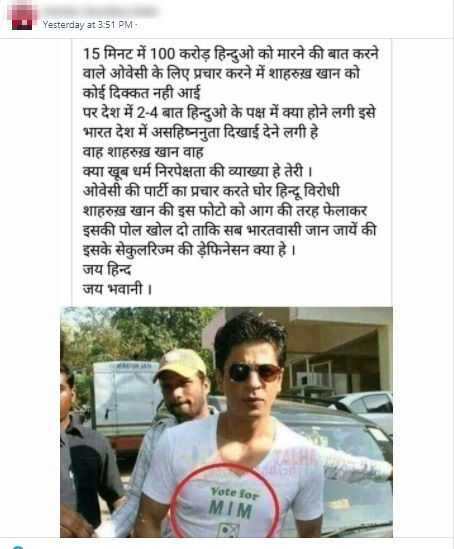 Yesterday at 3:51 PM ·
15 मिनट में 100 करोड़ हिन्दुओ को मारने की बात करने
वाले ओवेसी के लिए प्रचार करने में शाहरुख़ खान को
कोई दिक्कत नही आई
पर देश में 2-4 बात हिन्दुओ के पक्ष में क्या होने लगी इसे
भारत देश में असहिष्नुता दिखाई देने लगी हे
वाह शाहरुख़ खान वाह
क्या खूब धर्म निरपेक्षता की व्याख्या हे तेरी ।
ओवेसी की पार्टी का प्रचार करते घोर हिन्दू विरोधी
शाहरुख़ खान की इस फोटो को आग की तरह फेलाकर
इसकी पोल खोल दो ताकि सब भारतवासी जान जायें की
इसके सेकुलरिज्म की ड़ेफिनेसन क्या हे ।
जय हिन्द
जय भवानी ।
GENERATOR VAN
TALHA
Vote for
MIM